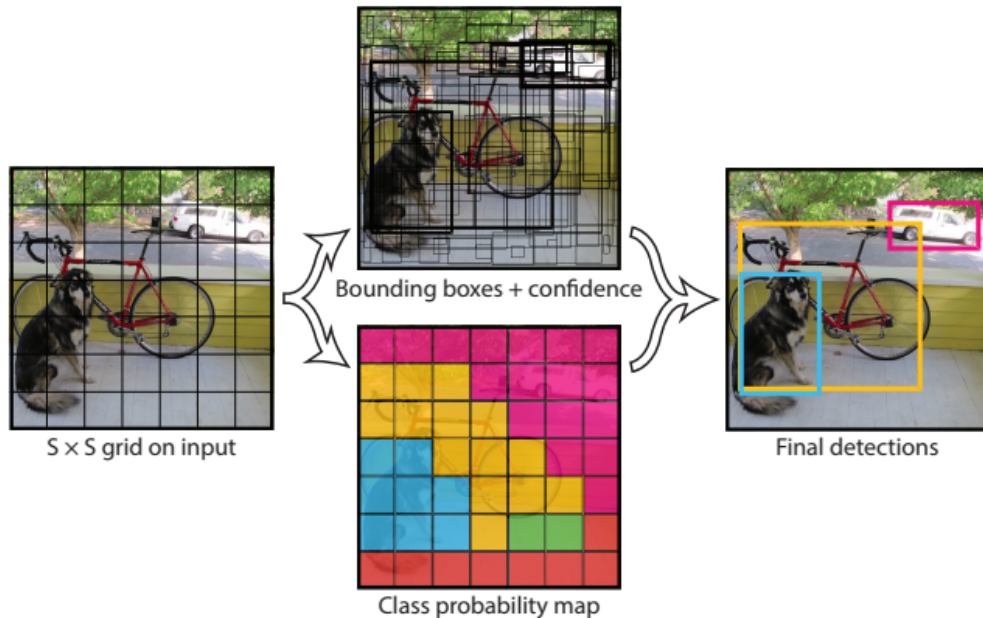 S × S grid on input
Bounding boxes + confidence
Class probability map
Final detections